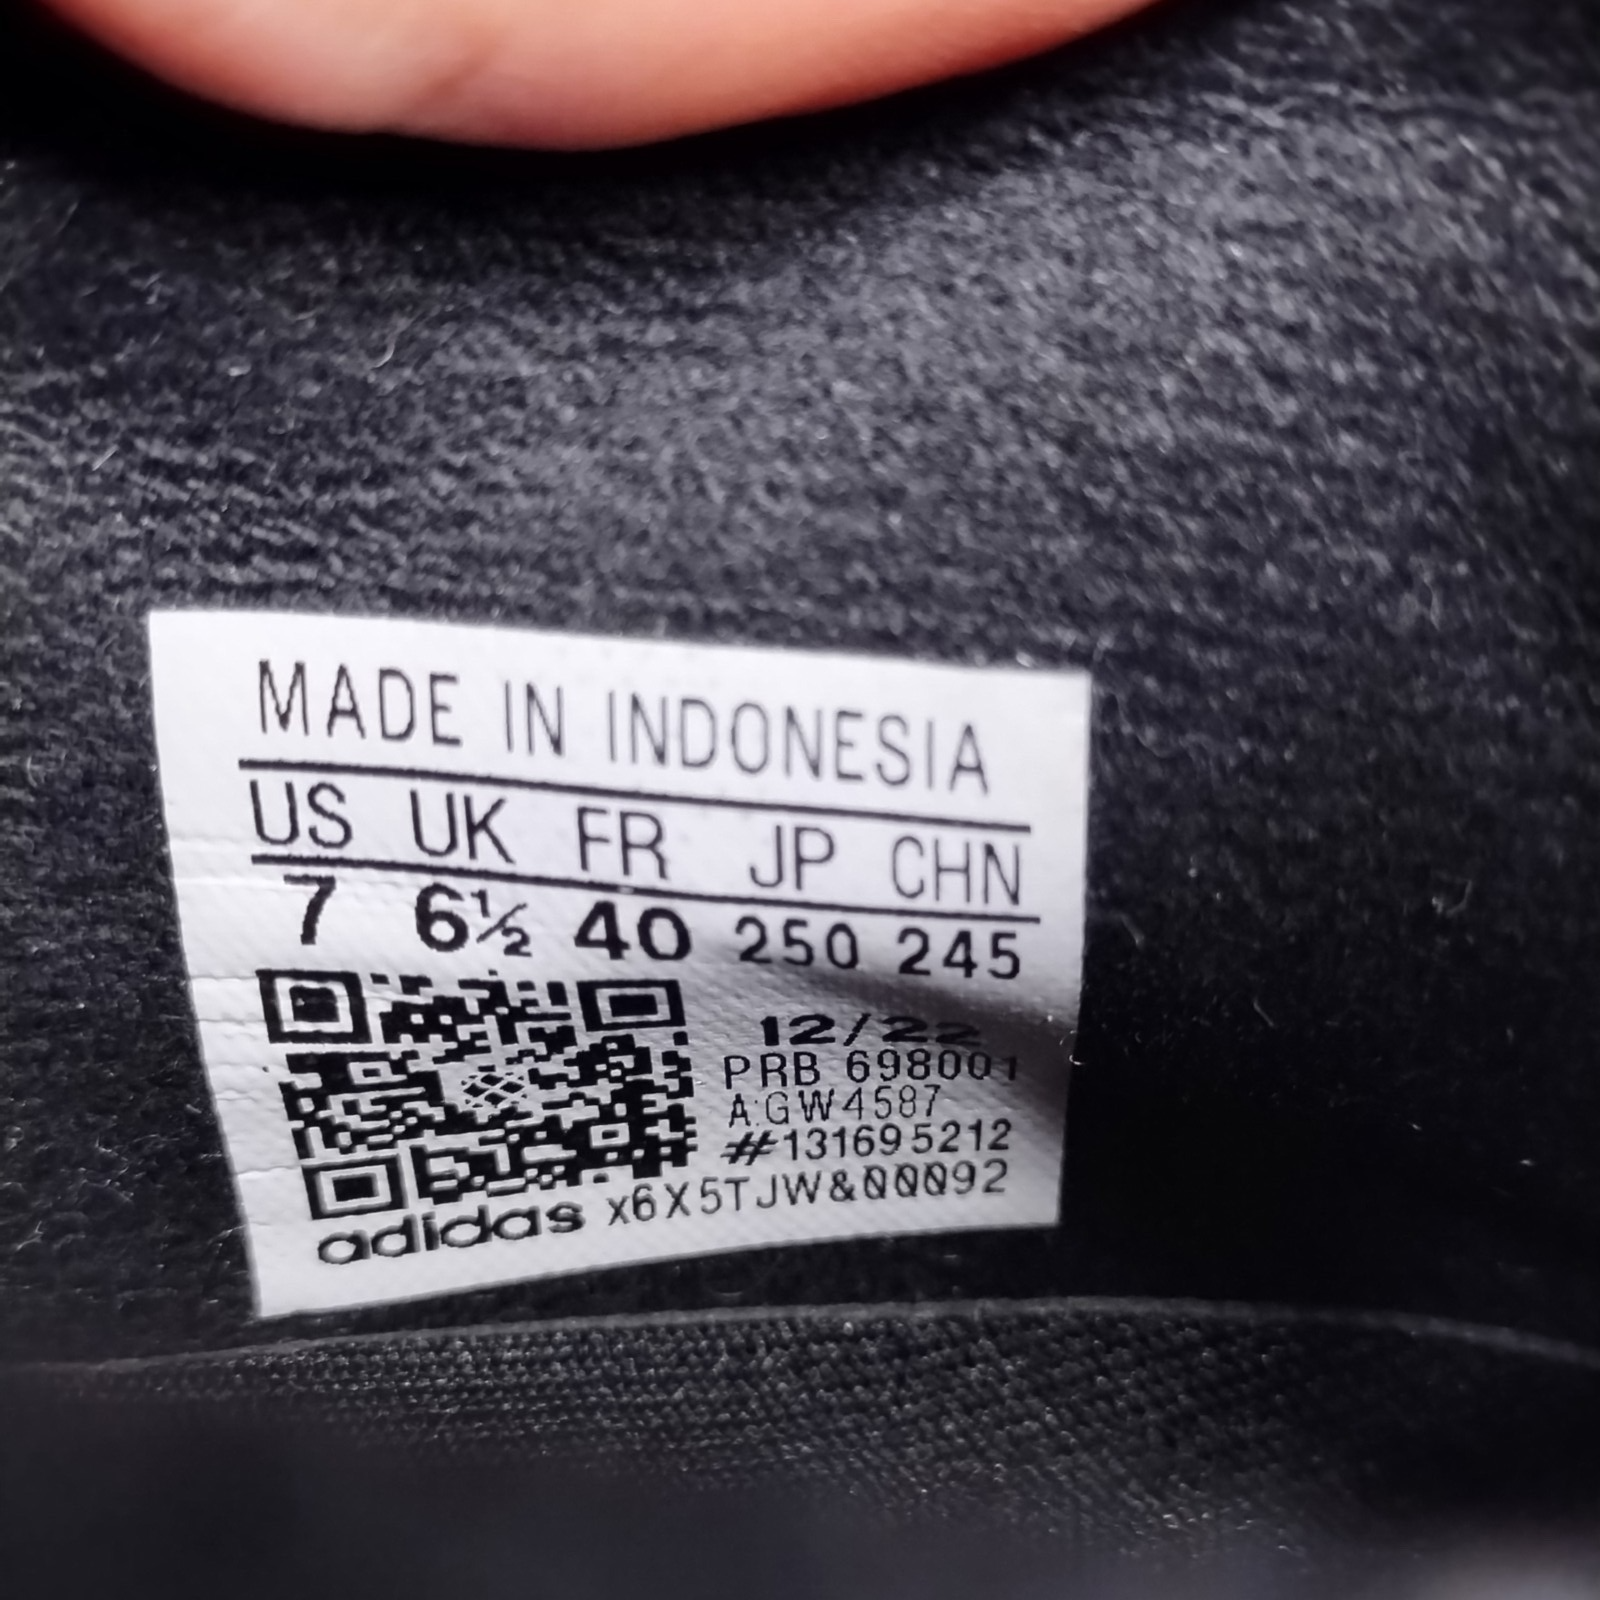 MADE IN INDONESIA
US UK FR JP CHN
7 6½ 40 250 245
12/22
PRB 698001
A:GW4587
#131695212
adidas x6X5TJW&00092